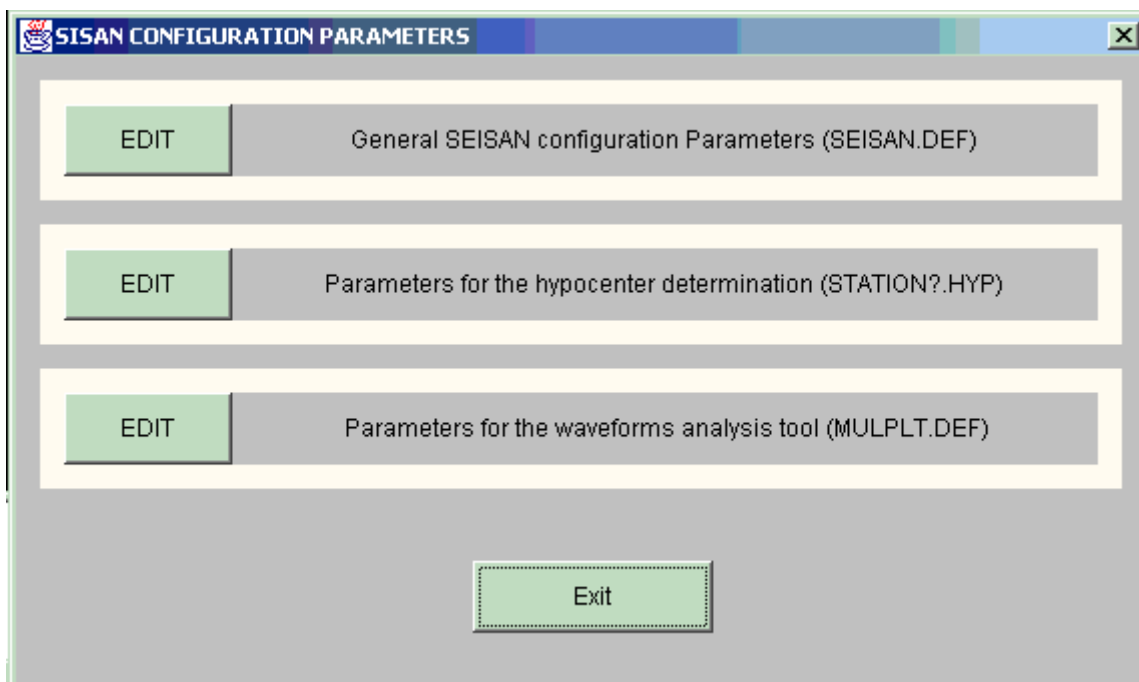 SISAN CONFIGURATION PARAMETERS
EDIT General SEISAN configuration Parameters (SEISAN.DEF)
EDIT Parameters for the hypocenter determination (STATION?.HYP)
EDIT Parameters for the waveforms analysis tool (MULPLT.DEF)
Exit